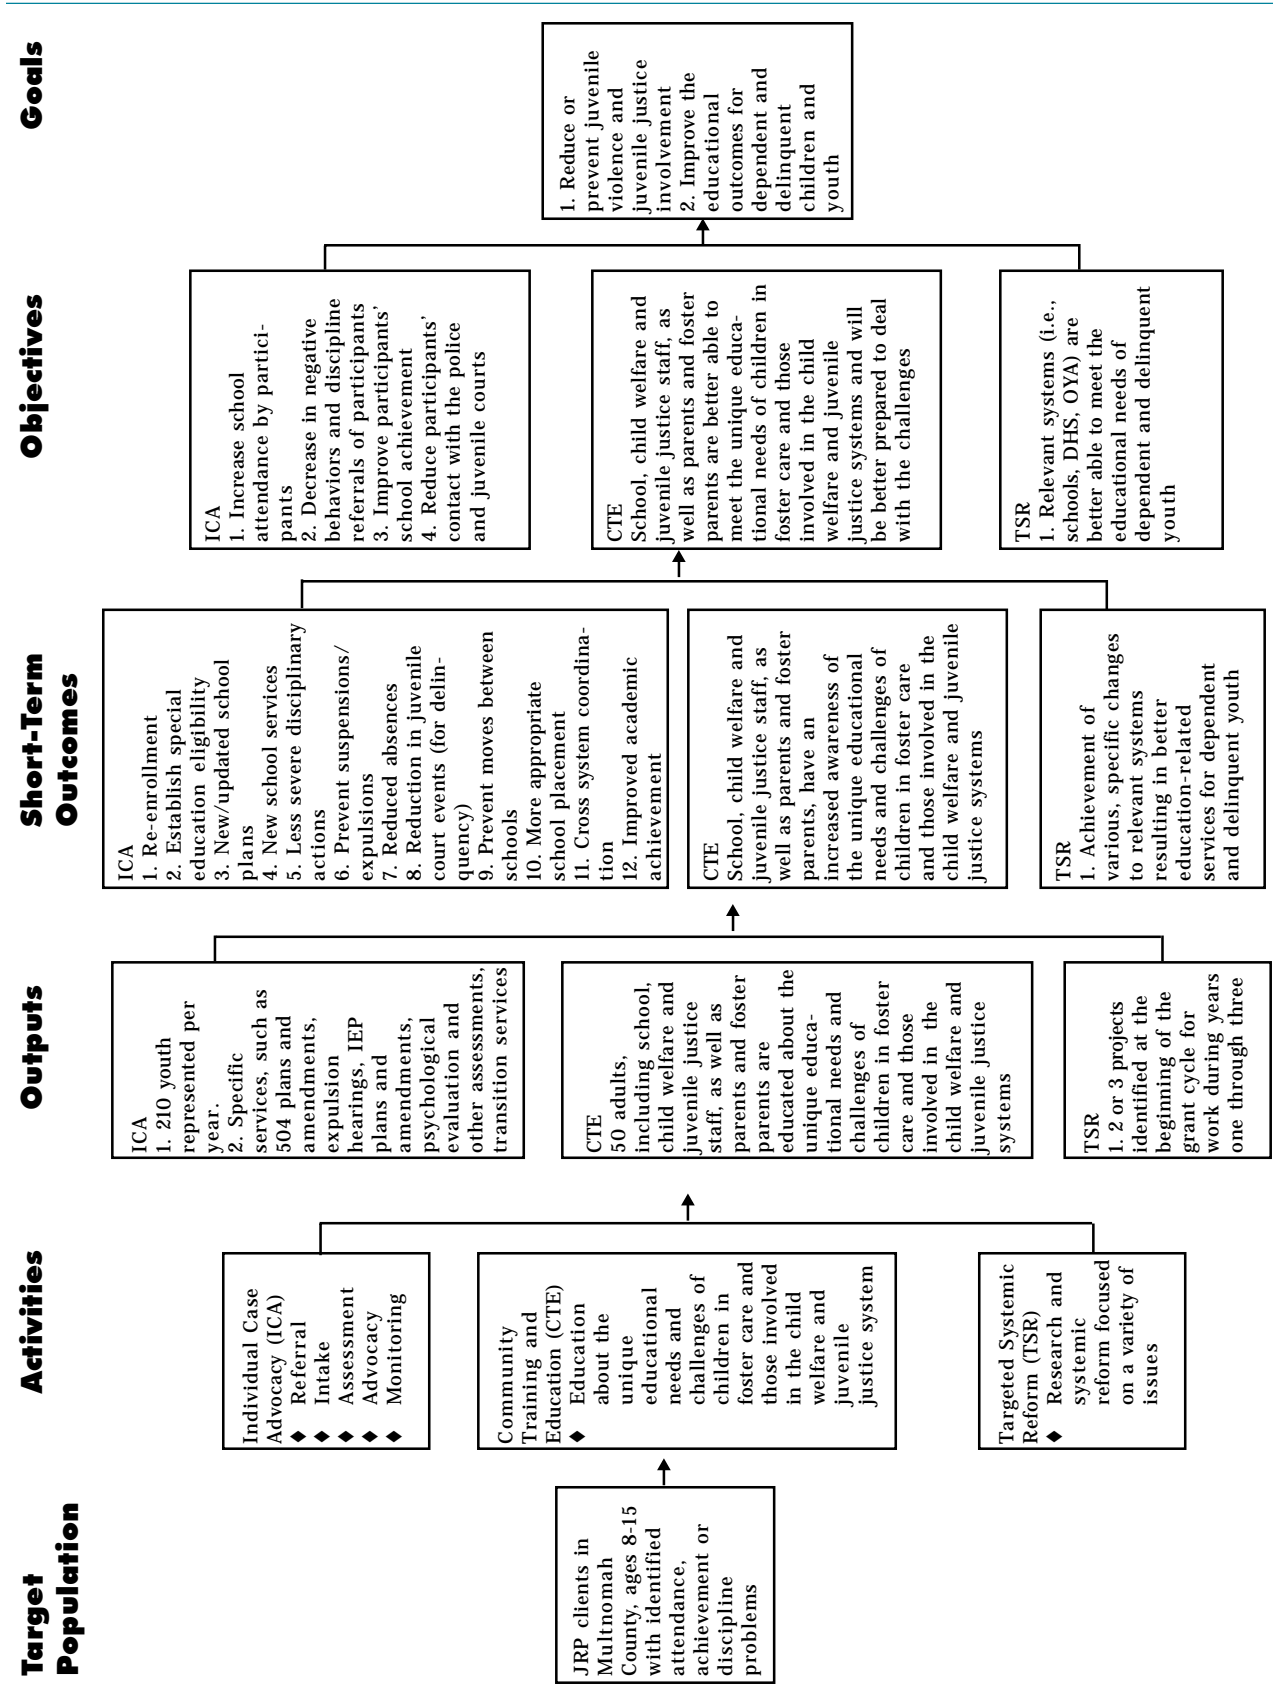 Target
Population
JRP clients in
Multnomah
County, ages 8-15
with identified
attendance,
achievement or
discipline
problems
Activities
Individual Case
Advocacy (ICA)
♦ Referral
♦ Intake
♦ Assessment
♦ Advocacy
♦ Monitoring
Community
Training and
Education (CTE)
♦ Education
about the
unique
educational
needs and
challenges of
children in
foster care and
those involved
in the child
welfare and
juvenile
justice system
Targeted Systemic
Reform (TSR)
♦ Research and
systemic
reform focused
on a variety of
issues
Outputs
ICA
1. 210 youth
represented per
year.
2. Specific
services, such as
504 plans and
amendments,
expulsion
hearings, IEP
plans and
amendments,
psychological
evaluation and
other assessments,
transition services
CTE
50 adults,
including school,
child welfare and
juvenile justice
staff, as well as
parents and foster
parents are
educated about the
unique educa-
tional needs and
challenges of
children in foster
care and those
involved in the
child welfare and
juvenile justice
systems
TSR
1. 2 or 3 projects
identified at the
beginning of the
grant cycle for
work during years
one through three
Short-Term
Outcomes
ICA
1. Re-enrollment
2. Establish special
education eligibility
3. New/updated school
plans
4. New school services
5. Less severe disciplinary
actions
6. Prevent suspensions/
expulsions
7. Reduced absences
8. Reduction in juvenile
court events (for delin-
quency)
9. Prevent moves between
schools
10. More appropriate
school placement
11. Cross system coordina-
tion
12. Improved academic
achievement
CTE
School, child welfare and
juvenile justice staff, as
well as parents and foster
parents, have an
increased awareness of
the unique educational
needs and challenges of
children in foster care
and those involved in the
child welfare and juvenile
justice systems
TSR
1. Achievement of
various, specific changes
to relevant systems
resulting in better
education-related
services for dependent
and delinquent youth
Objectives
ICA
1. Increase school
attendance by partici-
pants
2. Decrease in negative
behaviors and discipline
referrals of participants
3. Improve participants'
school achievement
4. Reduce participants'
contact with the police
and juvenile courts
CTE
School, child welfare and
juvenile justice staff, as
well as parents and foster
parents are better able to
meet the unique educa-
tional needs of children in
foster care and those
involved in the child
welfare and juvenile
justice systems and will
be better prepared to deal
with the challenges
TSR
1. Relevant systems (i.e.,
schools, DHS, OYA) are
better able to meet the
educational needs of
dependent and delinquent
youth
Goals
1. Reduce or
prevent juvenile
violence and
juvenile justice
involvement
2. Improve the
educational
outcomes for
dependent and
delinquent
children and
youth